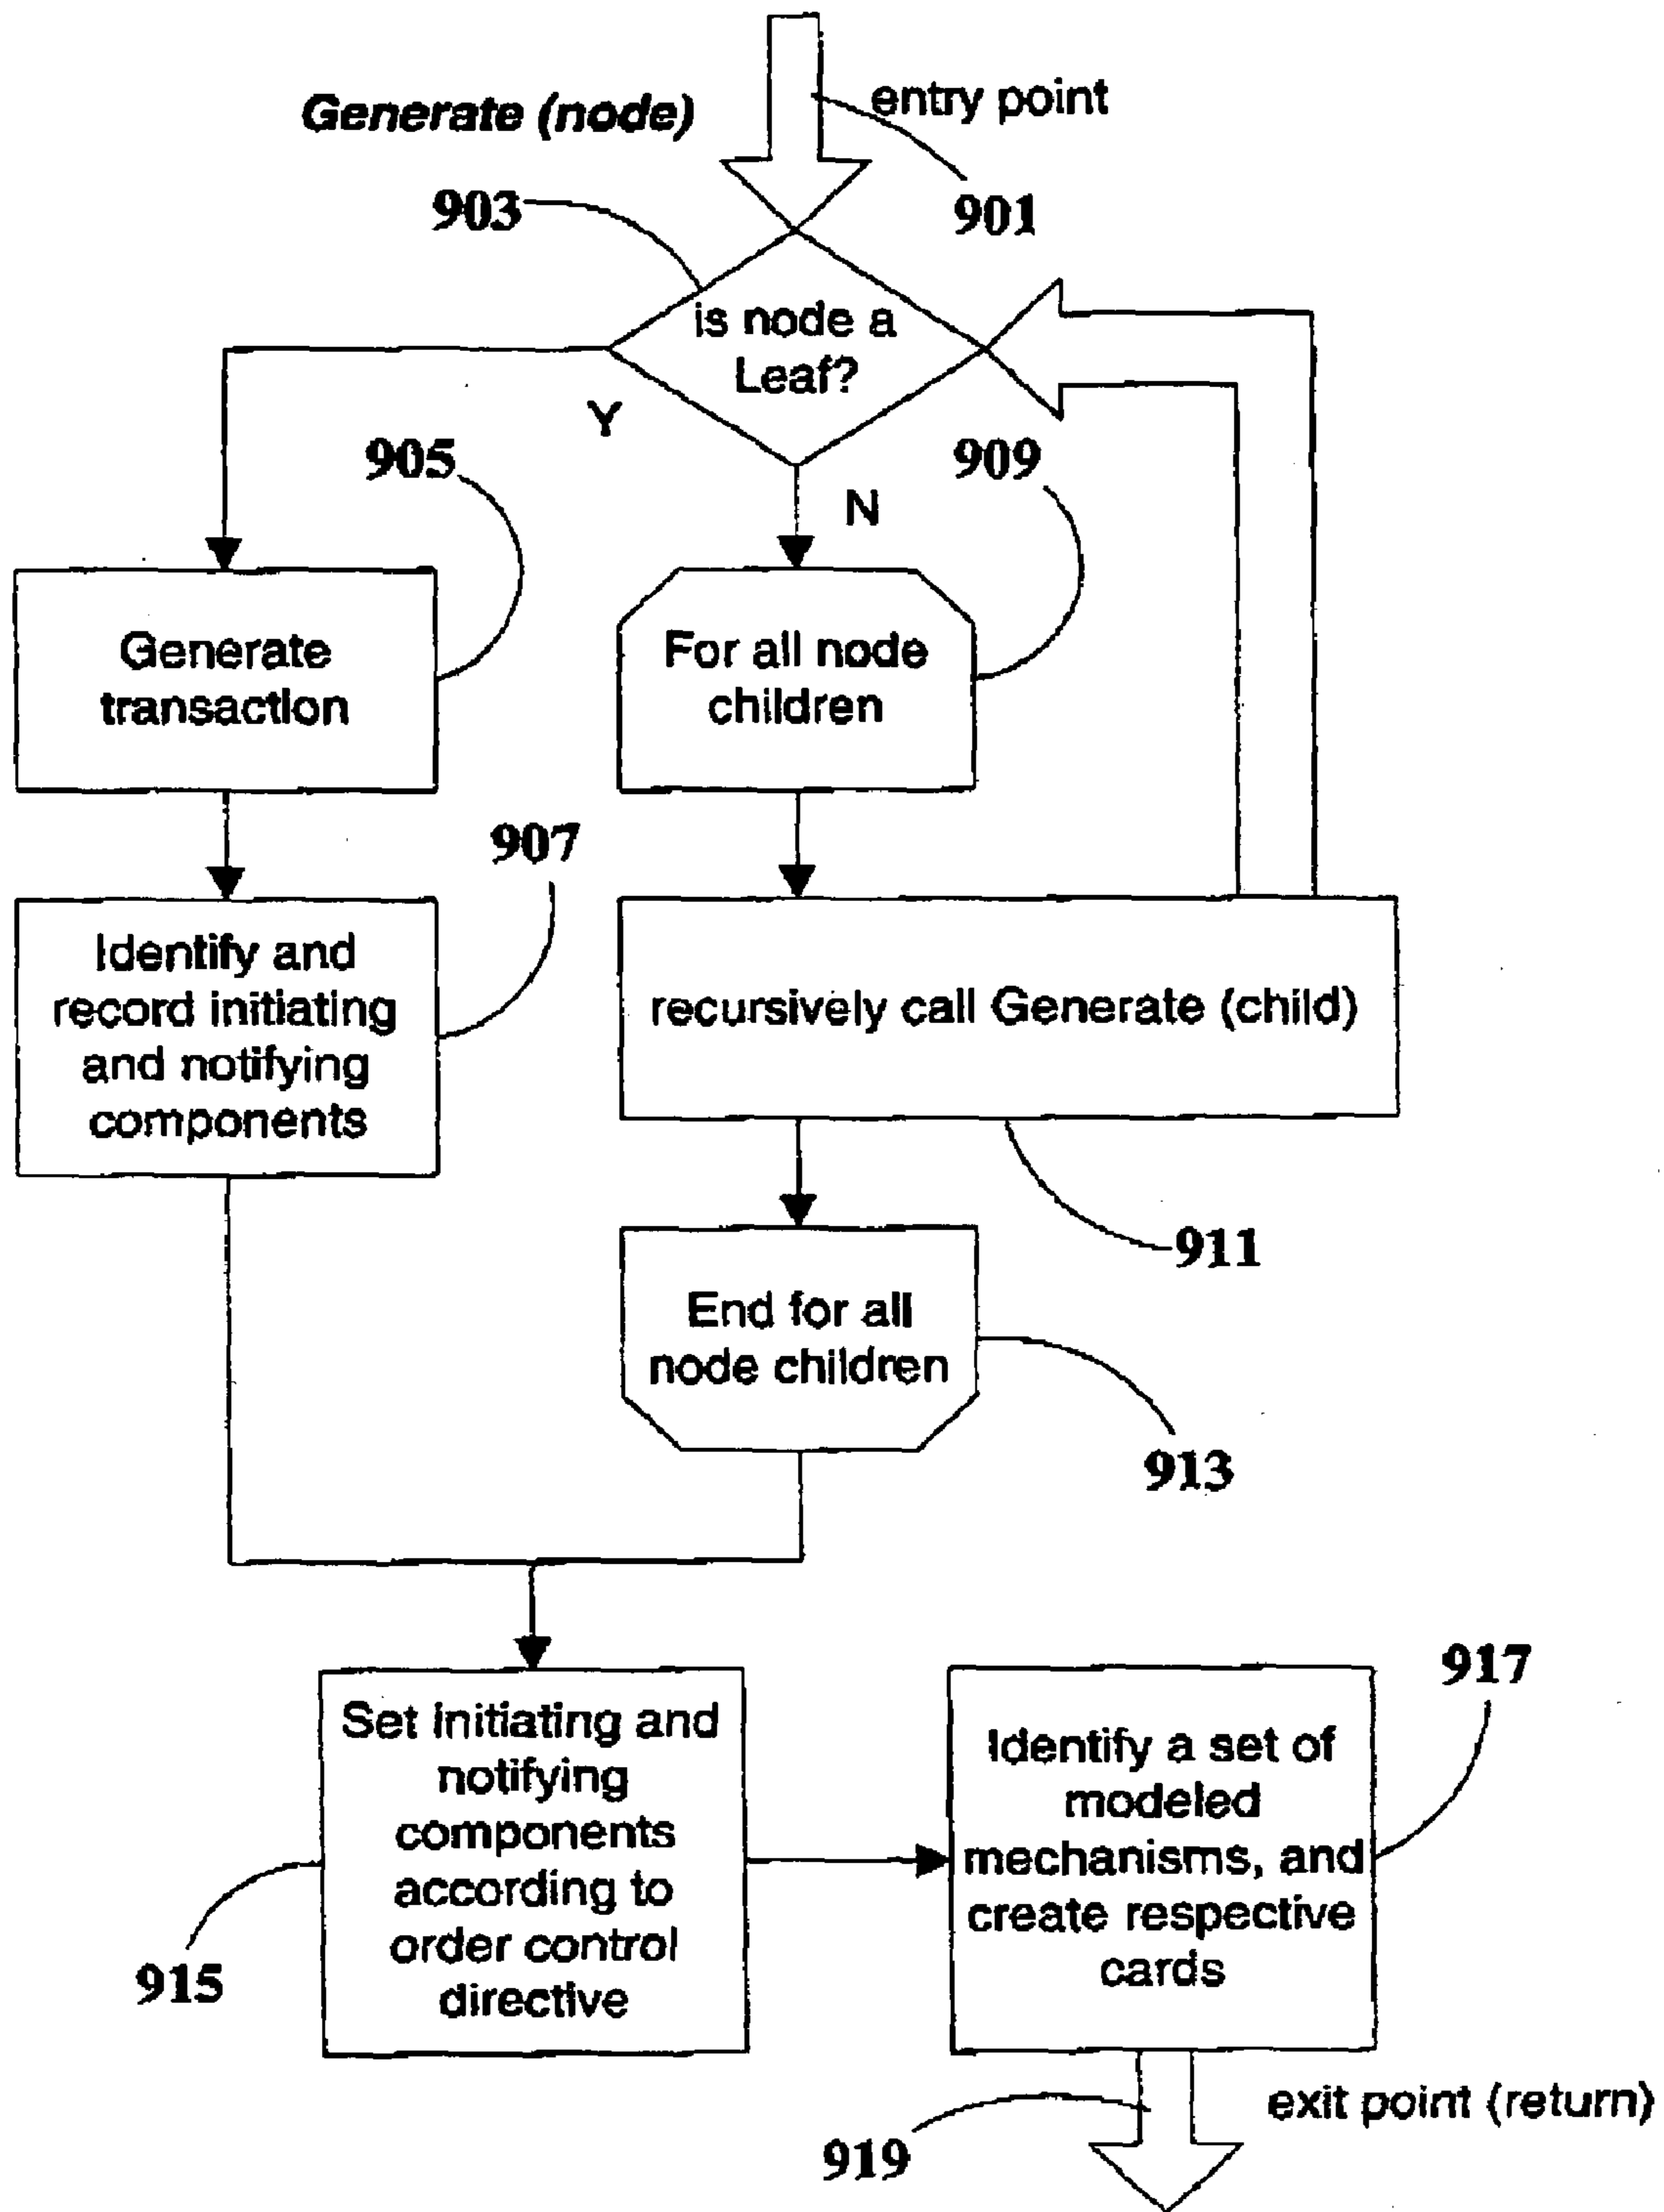 Generate (node)
entry point
903
901
is node a
Leaf?
Y
905
909
N
Generate
transaction
For all node
children
907
Identify and
record initiating
and notifying
components
recursively call Generate (child)
911
End for all
node children
913
917
Set initiating and
notifying
components
according to
order control
directive
Identify a set of
modeled
mechanisms, and
create respective
cards
915
exit point (return)
919